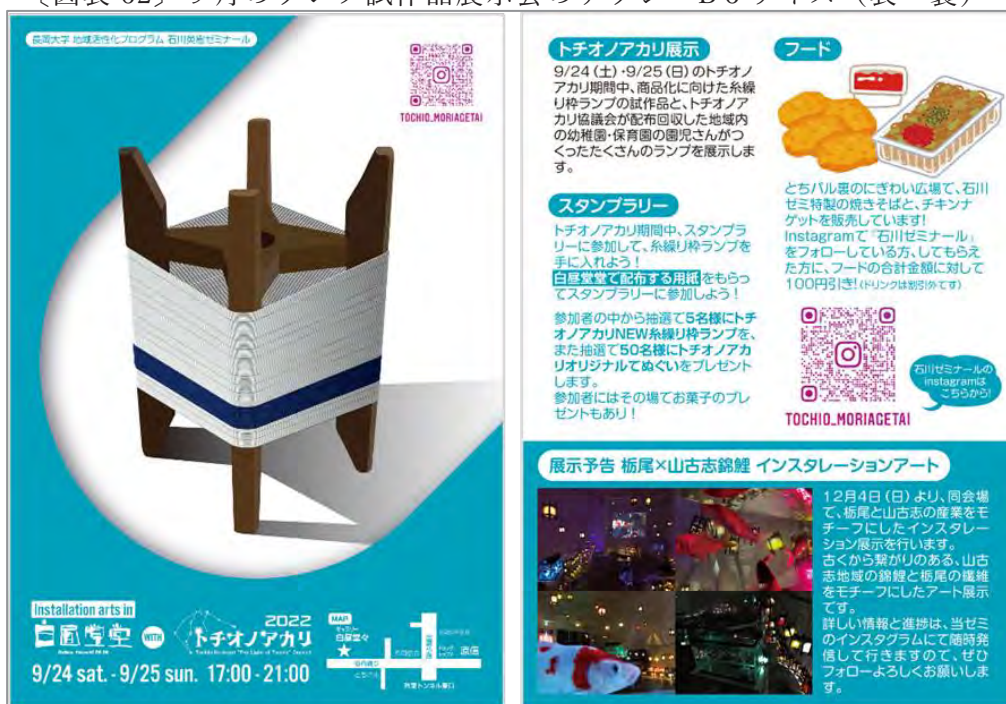 〈図表 62〉 9 月のランプ試作品展示会のチラシ B5 サイズ（表・裏）
長岡大学 地域活性化プログラム 石川英樹ゼミナール
TOCHIO_MORIAGETAI
Installation arts in
白昼堂堂 WITH
2022
トチオノアカリ
9/24 sat. - 9/25 sun. 17:00 - 21:00
MAP
白昼堂々
トチオノアカリ展示
9/24（土）・9/25（日）のトチオノ
アカリ期間中、商品化に向けた糸繰
り枠ランプの試作品と、トチオノア
カリ協議会が配布回収した地域内
の幼稚園・保育園の園児さんがつ
くったたくさんのランプを展示しま
す。
スタンプラリー
トチオノアカリ期間中、スタンプラ
リーに参加して、糸繰り枠ランプを
手に入れよう！
白昼堂堂で配布する用紙をもらっ
てスタンプラリーに参加しよう！
参加者の中から抽選で5名様にトチ
オノアカリNEW糸繰り枠ランプを、
また抽選で50名様にトチオノアカ
リオリジナルてぬぐいをプレゼント
します。
参加者にはその場でお菓子のプレ
ゼントもあり！
フード
とちパル裏のにぎわい広場で、石川
ゼミ特製の焼きそばと、チキンナ
ゲットを販売しています！
Instagramで『石川ゼミナール』
をフォローしている方、してもらえ
た方に、フードの合計金額に対して
100円引き！（ドリンクは割引外です）
石川ゼミナールの
instagramは
こちらから！
TOCHIO_MORIAGETAI
展示予告 栃尾×山古志錦鯉 インスタレーションアート
12月4日（日）より、同会場
で、栃尾と山古志の産業をモ
チーフにしたインスタレー
ション展示を行います。
古くから繋がりのある、山古
志地域の錦鯉と栃尾の繊維
をモチーフにしたアート展示
です。
詳しい情報と進捗は、当ゼミ
のインスタグラムにて随時発
信して行きますので、ぜひ
フォローよろしくお願いしま
す。